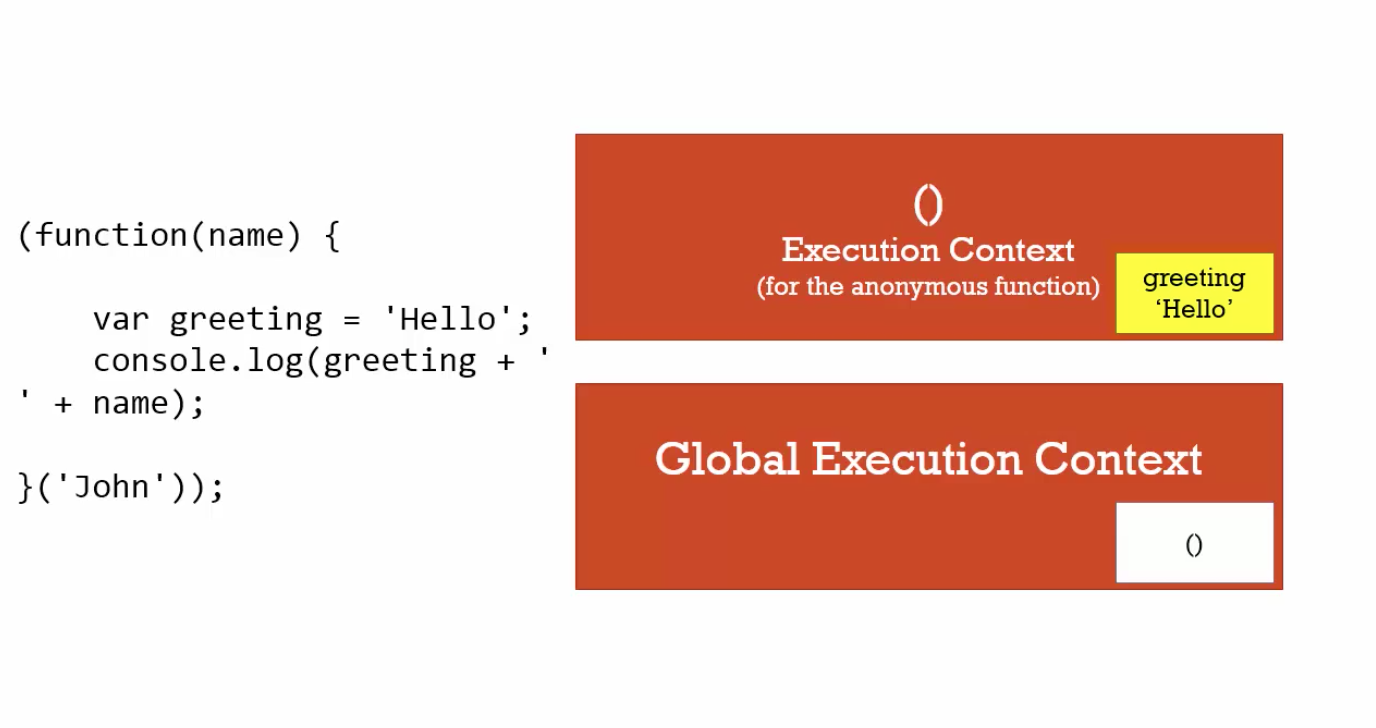 (function(name) {
var greeting = 'Hello';
console.log(greeting + '
' + name);
}('John'));
()
Execution Context
(for the anonymous function)
greeting
‘Hello’
Global Execution Context
()